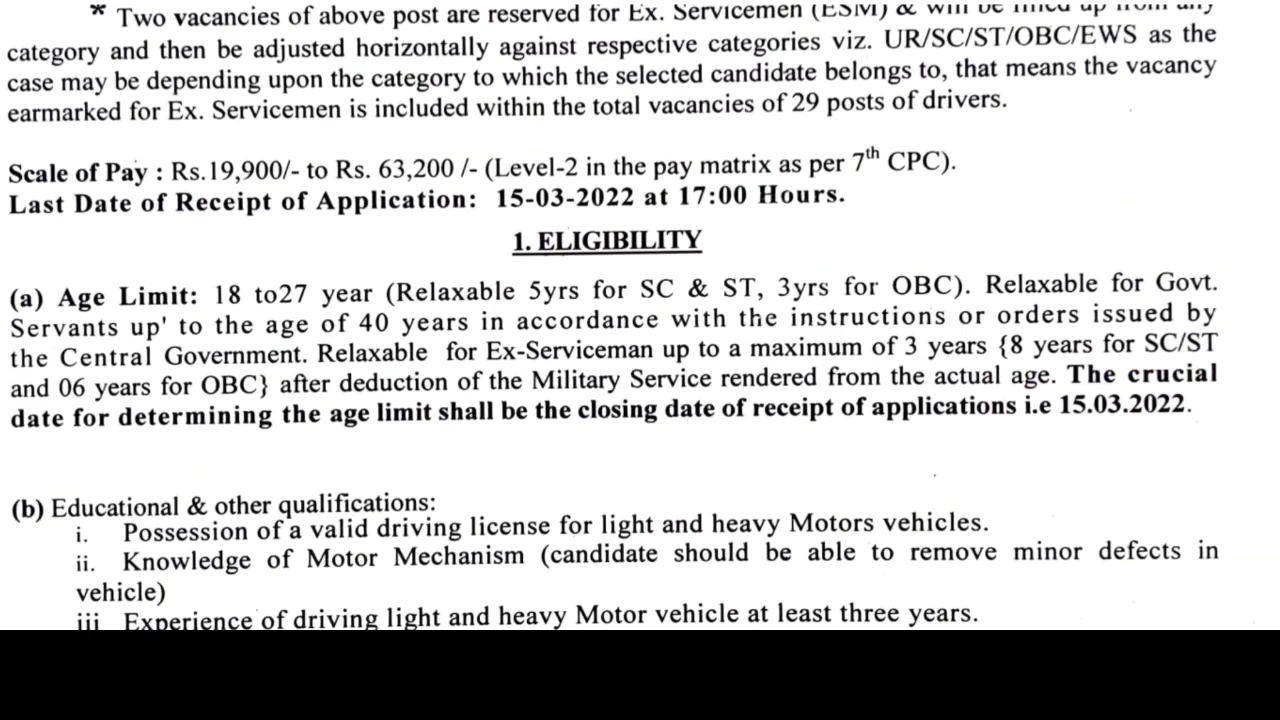 * Two vacancies of above post are reserved for Ex. Servicemen (ESM) & will be filled up from any
category and then be adjusted horizontally against respective categories viz. UR/SC/ST/OBC/EWS as the
case may be depending upon the category to which the selected candidate belongs to, that means the vacancy
earmarked for Ex. Servicemen is included within the total vacancies of 29 posts of drivers.
Scale of Pay : Rs.19,900/- to Rs. 63,200 /- (Level-2 in the pay matrix as per 7th CPC).
Last Date of Receipt of Application: 15-03-2022 at 17:00 Hours.
1. ELIGIBILITY
(a) Age Limit: 18 to27 year (Relaxable 5yrs for SC & ST, 3yrs for OBC). Relaxable for Govt.
Servants up' to the age of 40 years in accordance with the instructions or orders issued by
the Central Government. Relaxable for Ex-Serviceman up to a maximum of 3 years {8 years for SC/ST
and 06 years for OBC} after deduction of the Military Service rendered from the actual age. The crucial
date for determining the age limit shall be the closing date of receipt of applications i.e 15.03.2022.
(b) Educational & other qualifications:
i. Possession of a valid driving license for light and heavy Motors vehicles.
ii. Knowledge of Motor Mechanism (candidate should be able to remove minor defects in
vehicle)
iii Experience of driving light and heavy Motor vehicle at least three years.